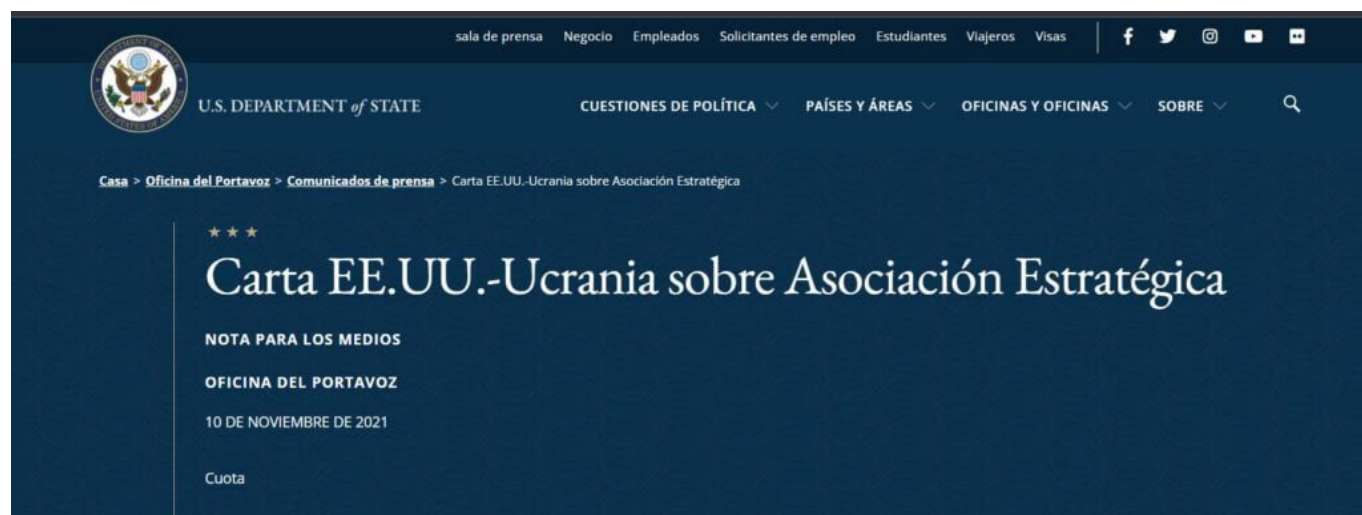 sala de prensa Negocio Empleados Solicitantes de empleo Estudiantes Viajeros Visas
U.S. DEPARTMENT of STATE
CUESTIONES DE POLÍTICA PAÍSES Y ÁREAS OFICINAS Y OFICINAS SOBRE
Casa > Oficina del Portavoz > Comunicados de prensa > Carta EE.UU.-Ucrania sobre Asociación Estratégica
Carta EE.UU.-Ucrania sobre Asociación Estratégica
NOTA PARA LOS MEDIOS
OFICINA DEL PORTAVOZ
10 DE NOVIEMBRE DE 2021
Cuota